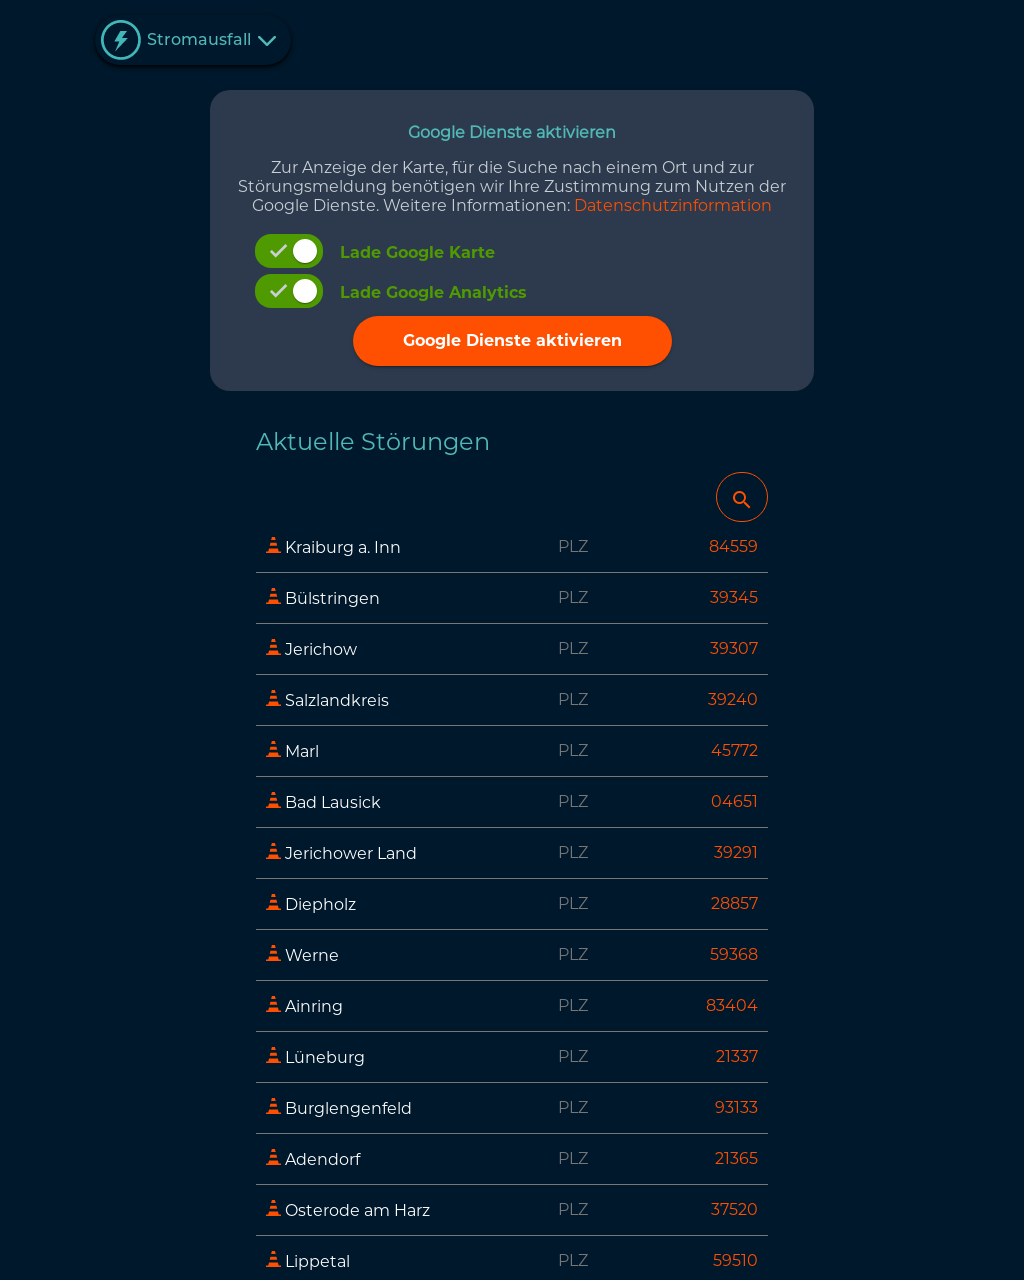 Stromausfall
Google Dienste aktivieren
Zur Anzeige der Karte, für die Suche nach einem Ort und zur
Störungsmeldung benötigen wir Ihre Zustimmung zum Nutzen der
Google Dienste. Weitere Informationen: Datenschutzinformation
Lade Google Karte
Lade Google Analytics
Google Dienste aktivieren
Aktuelle Störungen
Kraiburg a. Inn PLZ 84559
Bülstringen PLZ 39345
Jerichow PLZ 39307
Salzlandkreis PLZ 39240
Marl PLZ 45772
Bad Lausick PLZ 04651
Jerichower Land PLZ 39291
Diepholz PLZ 28857
Werne PLZ 59368
Ainring PLZ 83404
Lüneburg PLZ 21337
Burglengenfeld PLZ 93133
Adendorf PLZ 21365
Osterode am Harz PLZ 37520
Lippetal PLZ 59510